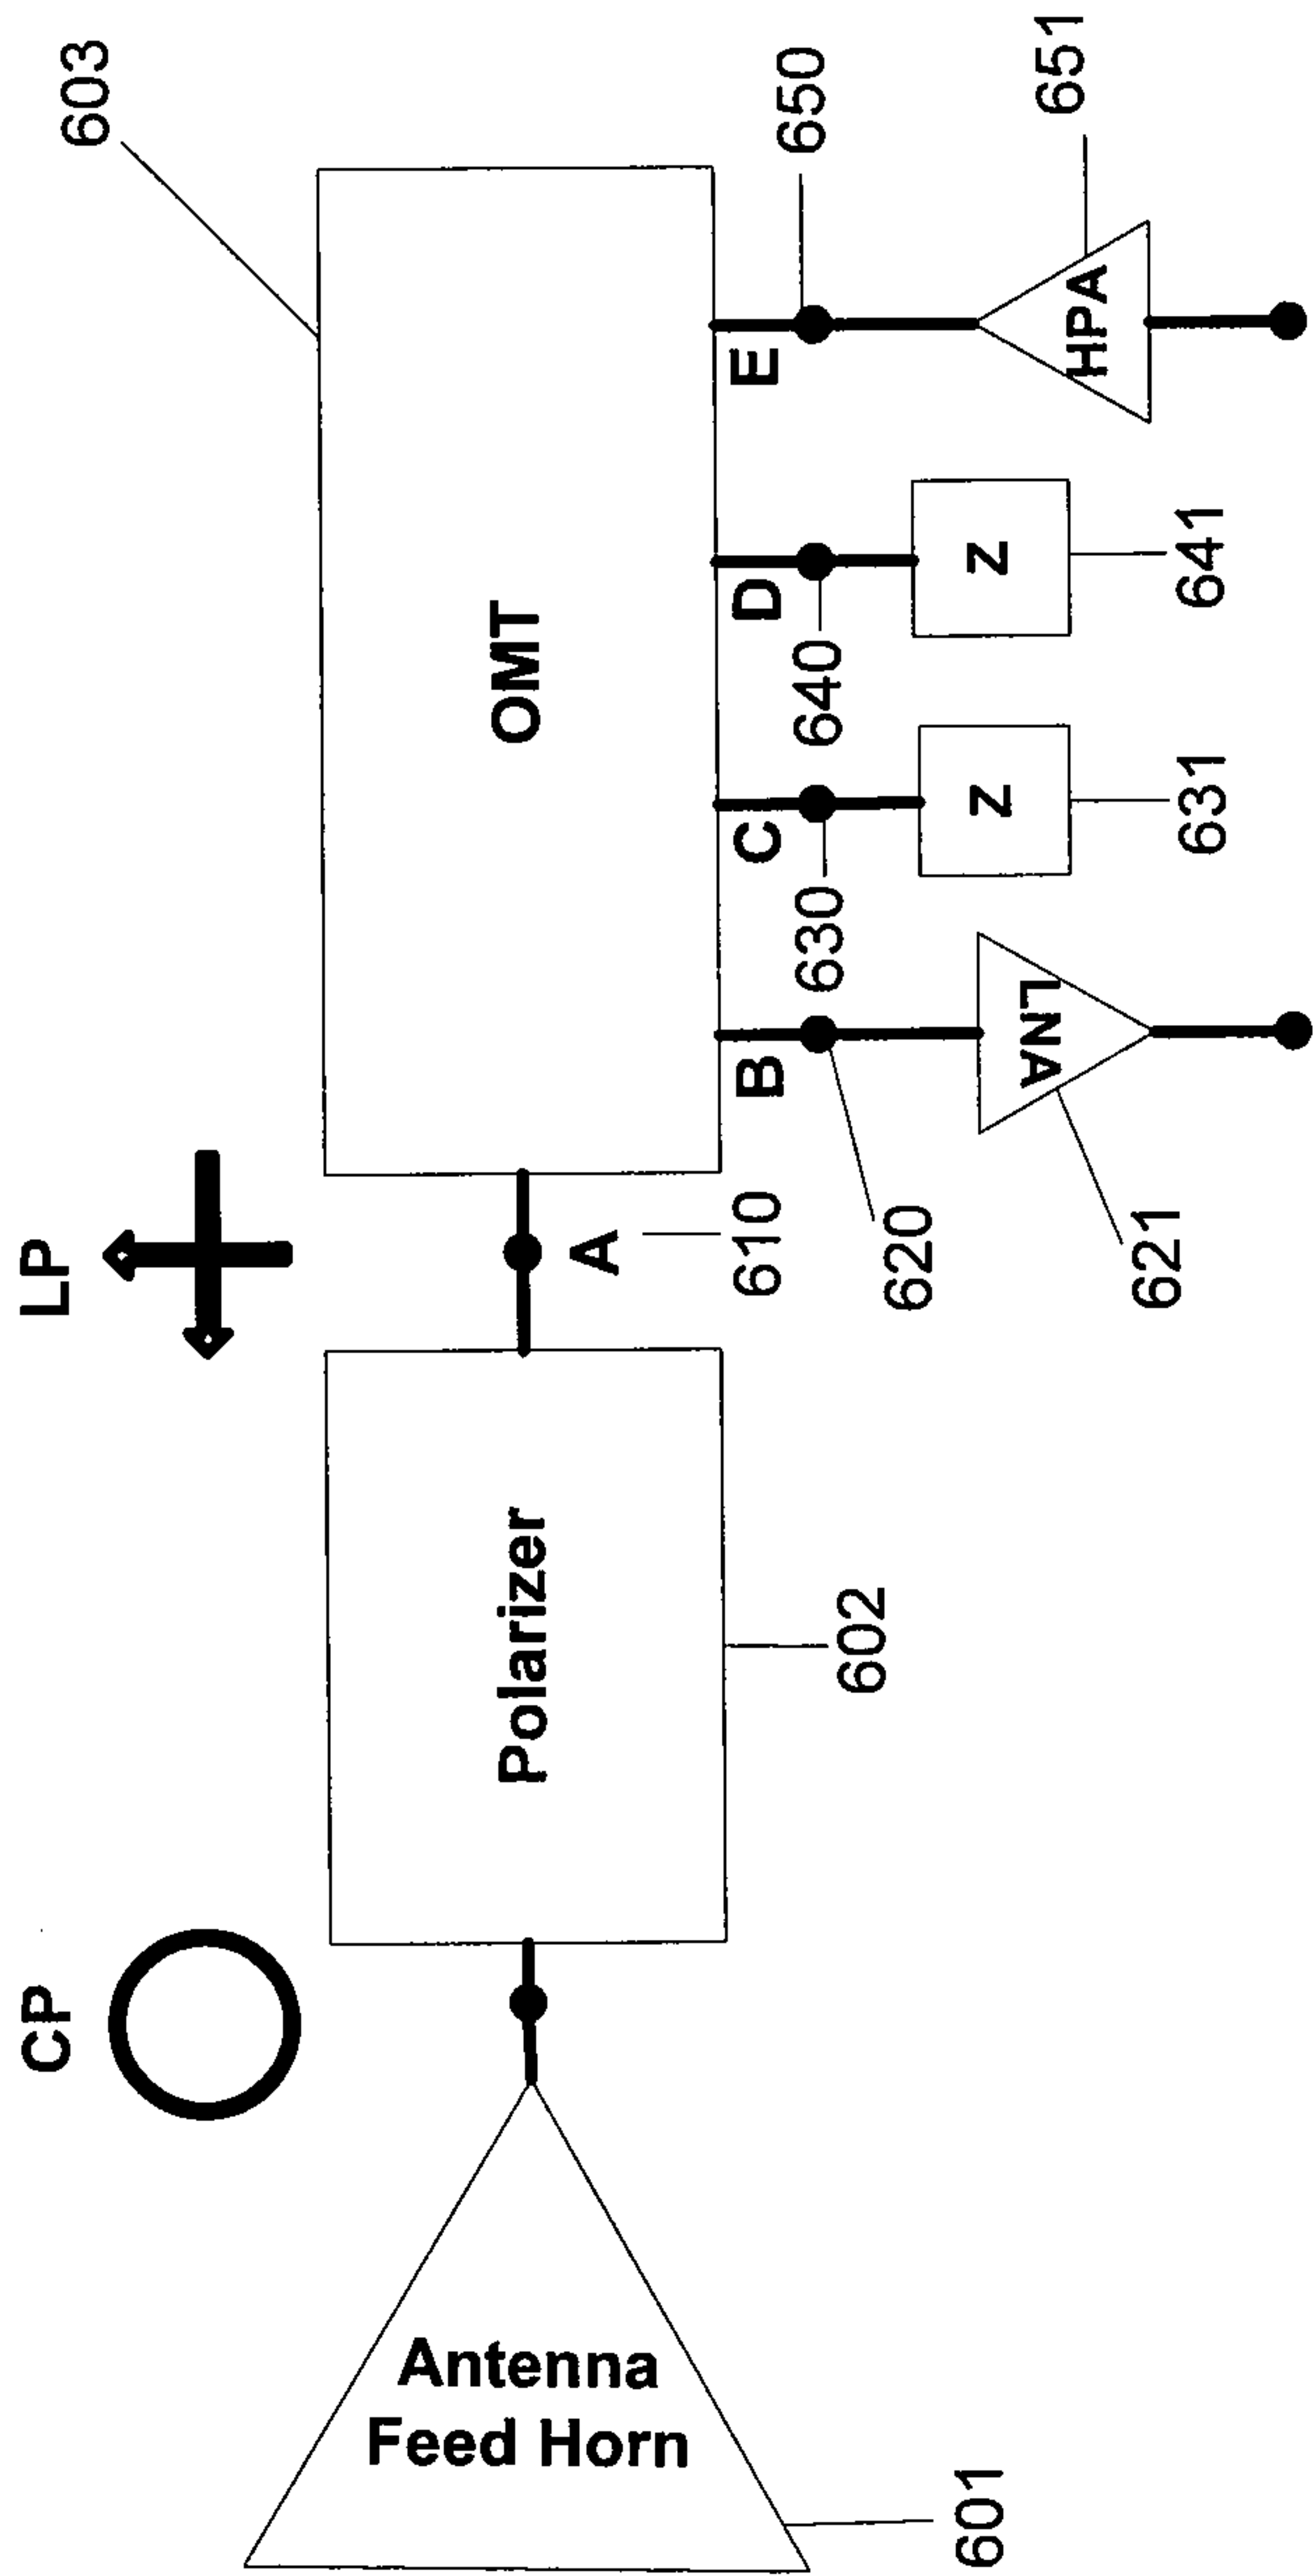 CP
LP
603
Antenna
Feed Horn
Polarizer
OMT
A
B
C
D
E
601
602
610
620
630
640
650
LNA
Z
Z
HPA
621
631
641
651